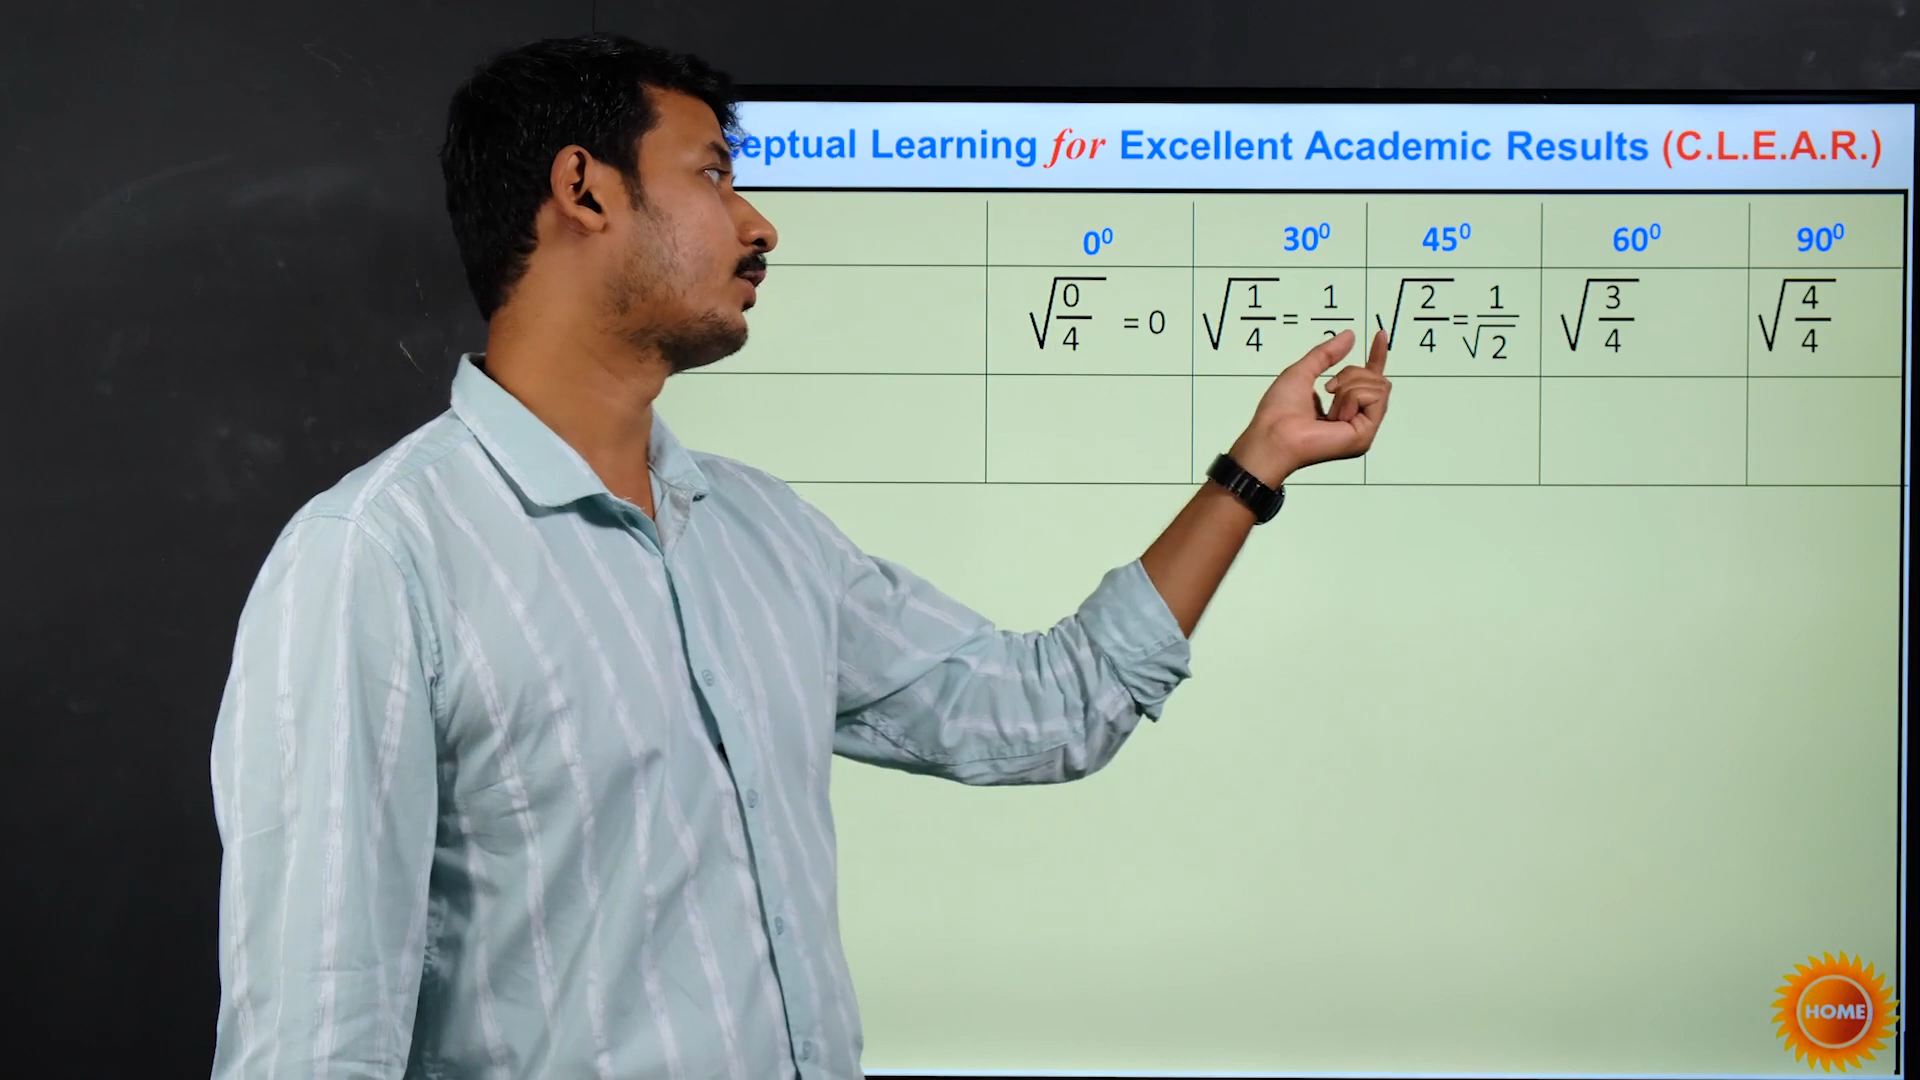 eptual Learning for Excellent Academic Results (C.L.E.A.R.)
0⁰ 30⁰ 45⁰ 60⁰ 90⁰
√(0/4) = 0 √(1/4) = 1/ √(2/4) = 1/√2 √(3/4) √(4/4)
HOME